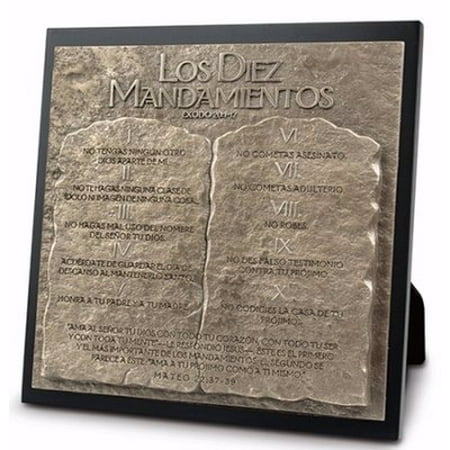 LOS DIEZ
MANDAMIENTOS
ÉXODO 20:1-17
I
NO TENGAS NINGÚN OTRO
DIOS APARTE DE MÍ.
II
NO TE HAGAS NINGUNA CLASE DE
ÍDOLO NI IMAGEN DE NINGUNA COSA.
III
NO HAGAS MAL USO DEL NOMBRE
DEL SEÑOR TU DIOS.
IV
ACUÉRDATE DE GUARDAR EL DÍA DE
DESCANSO AL MANTENERLO SANTO.
V
HONRA A TU PADRE Y A TU MADRE.
VI
NO COMETAS ASESINATO.
VII
NO COMETAS ADULTERIO.
VIII
NO ROBES.
IX
NO DES FALSO TESTIMONIO
CONTRA TU PRÓJIMO.
X
NO CODICIES LA CASA DE TU
PRÓJIMO.
"AMA AL SEÑOR TU DIOS CON TODO TU CORAZÓN, CON TODO TU SER
Y CON TODA TU MENTE"—LE RESPONDIÓ JESÚS—. ÉSTE ES EL PRIMERO
Y EL MÁS IMPORTANTE DE LOS MANDAMIENTOS. EL SEGUNDO SE
PARECE A ÉSTE: "AMA A TU PRÓJIMO COMO A TI MISMO."
MATEO 22:37-39